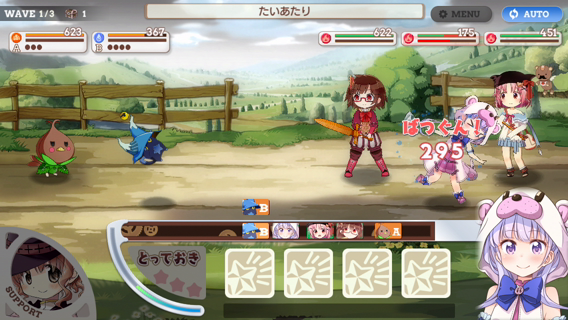 WAVE 1/3 1
たいあたり
MENU
AUTO
623
A
367
B
622
175
451
ばつぐん!
295
B
B
A
とっておき
SUPPORT